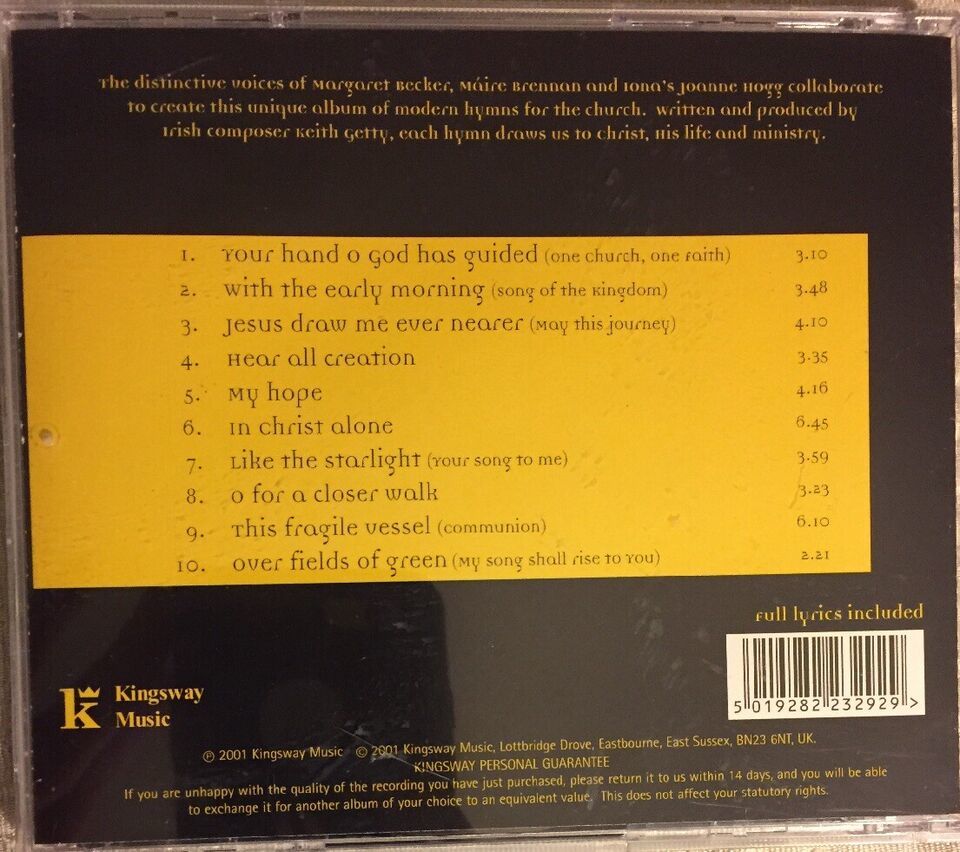 The distinctive voices of Margaret Becker, Máire Brennan and Iona's Joanne Hogg collaborate
to create this unique album of modern hymns for the church. Written and produced by
Irish composer Keith Getty, each hymn draws us to Christ, His life and ministry.
1. Your hand O God has guided (One church, one Faith) 3.10
2. With the early morning (Song of the Kingdom) 3.48
3. Jesus draw me ever nearer (May this journey) 4.10
4. Hear all creation 3.35
5. My hope 4.16
6. In Christ alone 6.45
7. Like the starlight (Your song to me) 3.59
8. O for a closer walk 3.23
9. This fragile vessel (Communion) 6.10
10. Over fields of green (My song shall rise to You) 2.21
Full lyrics included
5 019282 232929 >
k Kingsway
Music
℗ 2001 Kingsway Music © 2001 Kingsway Music, Lottbridge Drove, Eastbourne, East Sussex, BN23 6NT, UK.
KINGSWAY PERSONAL GUARANTEE
If you are unhappy with the quality of the recording you have just purchased, please return it to us within 14 days, and you will be able
to exchange it for another album of your choice to an equivalent value. This does not affect your statutory rights.